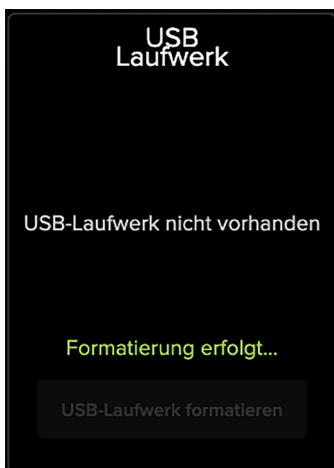 USB
Laufwerk
USB-Laufwerk nicht vorhanden
Formatierung erfolgt...
USB-Laufwerk formatieren